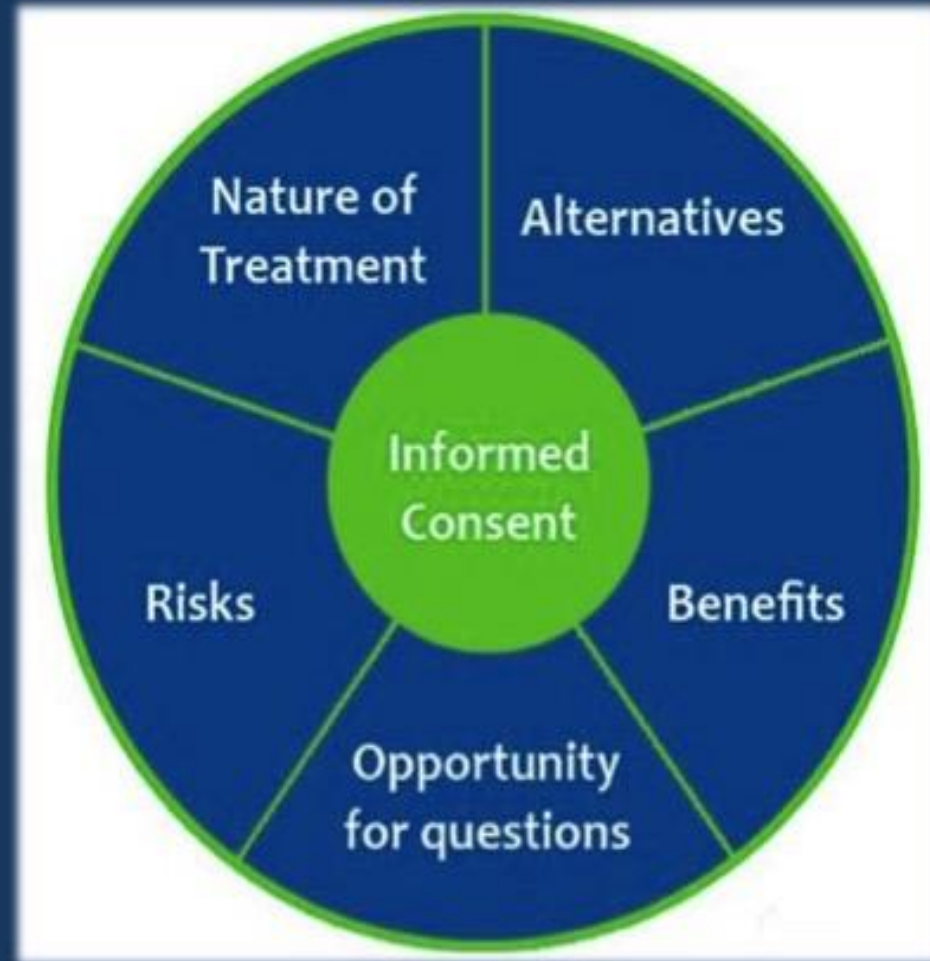 Nature of
Treatment
Alternatives
Informed
Consent
Risks
Benefits
Opportunity
for questions